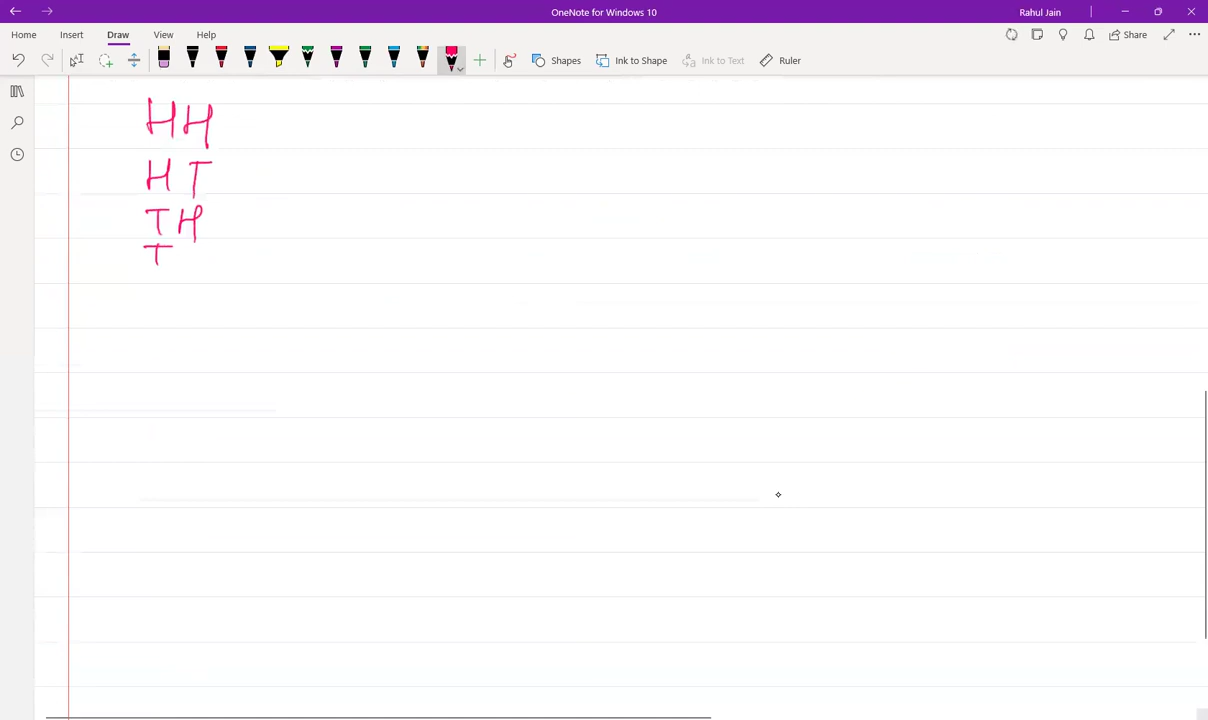 OneNote for Windows 10
Rahul Jain
Home Insert Draw View Help
Share
Shapes Ink to Shape Ink to Text Ruler
HH
HT
TH
T